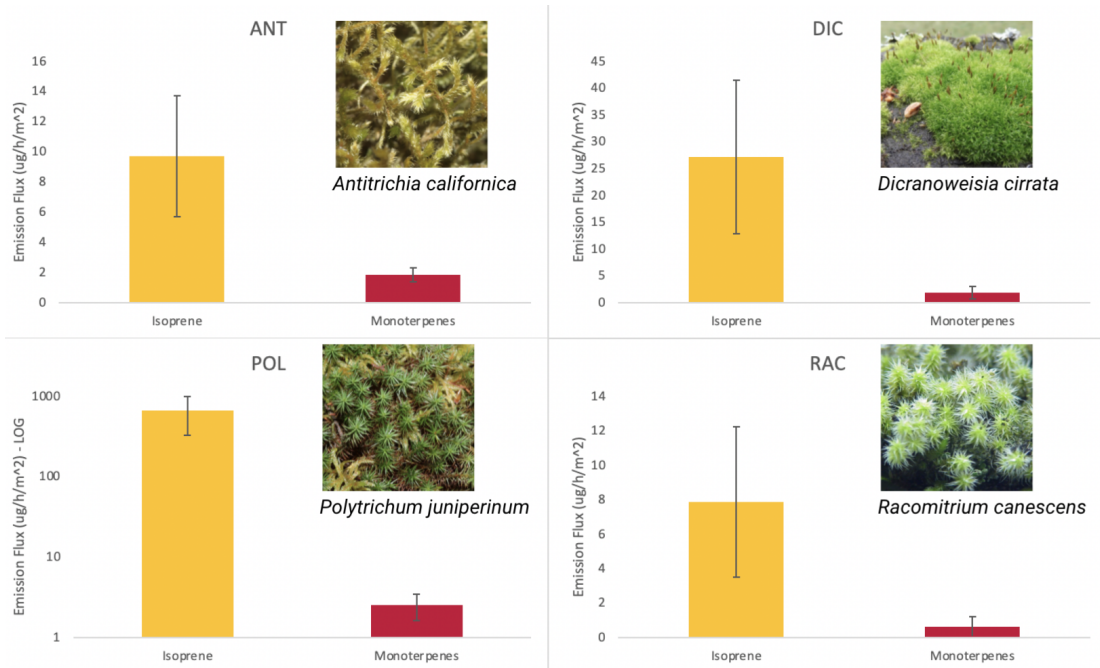 ANT
Emission Flux (ug/h/m^2)
16
14
12
10
8
6
4
2
0
Isoprene
Monoterpenes
Antitrichia californica
DIC
Emission Flux (ug/h/m^2)
45
40
35
30
25
20
15
10
5
0
Isoprene
Monoterpenes
Dicranoweisia cirrata
POL
Emission Flux (ug/h/m^2) - LOG
1000
100
10
1
Isoprene
Monoterpenes
Polytrichum juniperinum
RAC
Emission Flux (ug/h/m^2)
14
12
10
8
6
4
2
0
Isoprene
Monoterpenes
Racomitrium canescens